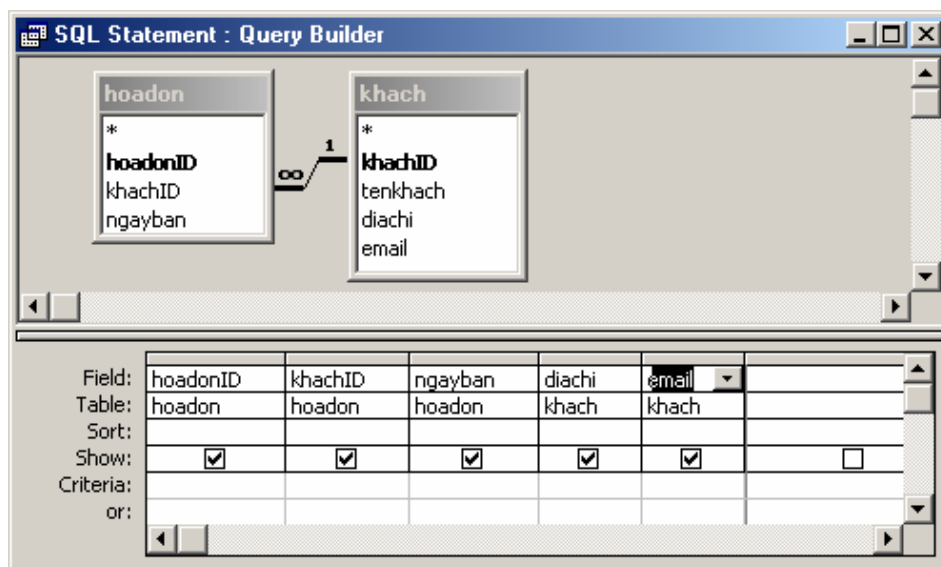 SQL Statement : Query Builder
hoadon
*
hoadonID
khachID
ngayban
∞
1
khach
*
khachID
tenkhach
diachi
email
Field: hoadonID khachID ngayban diachi email
Table: hoadon hoadon hoadon khach khach
Sort:
Show:
Criteria:
or: